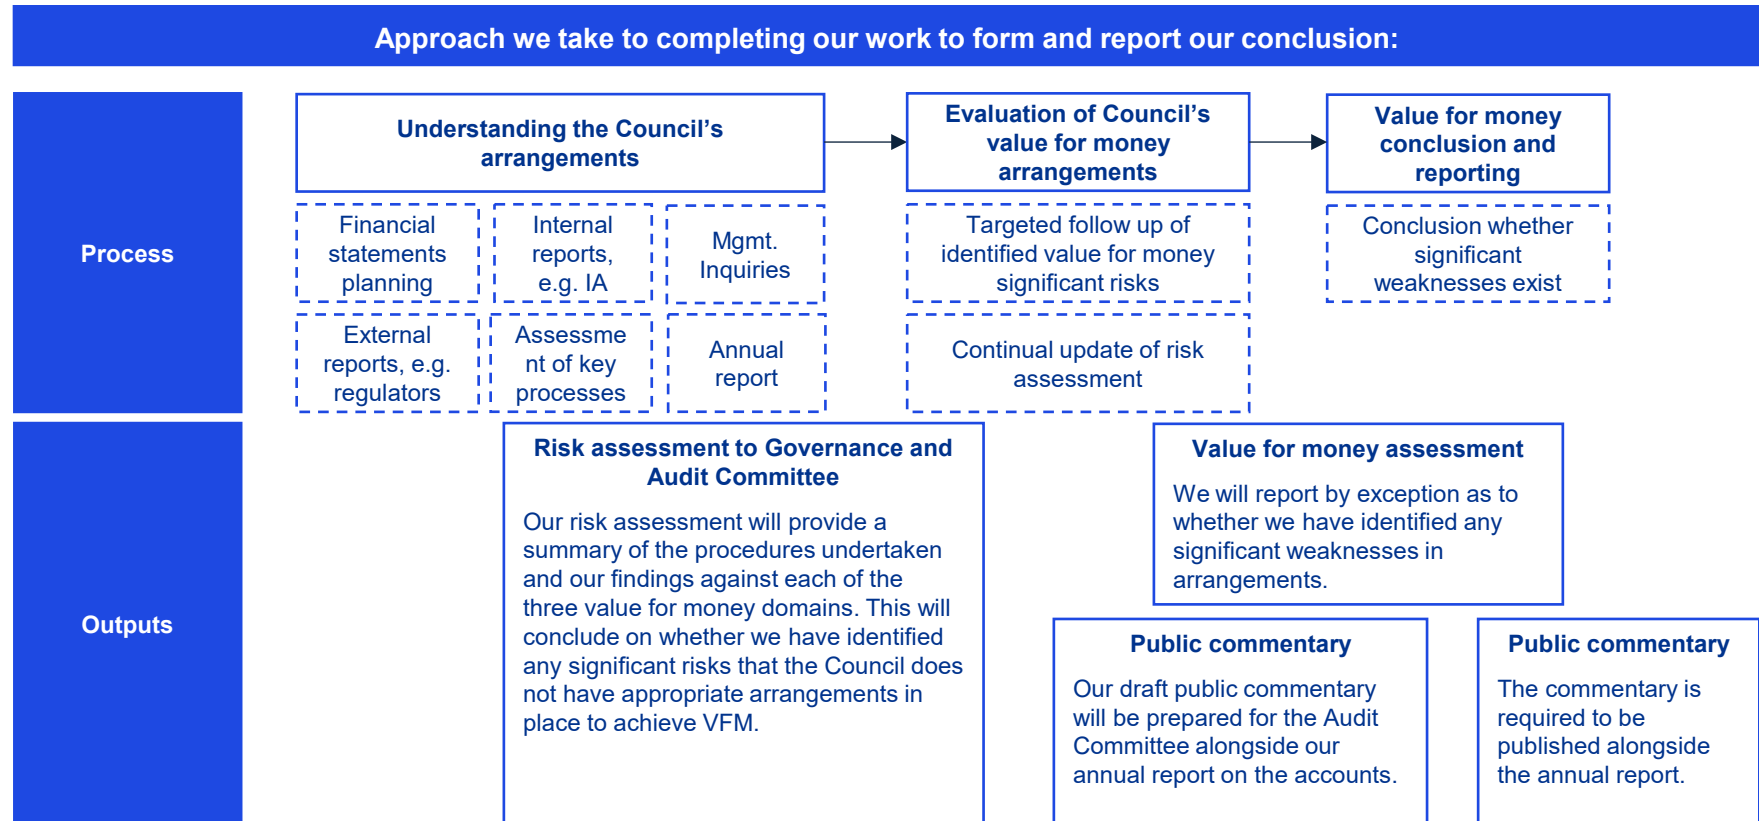 Approach we take to completing our work to form and report our conclusion:
Process
Understanding the Council’s
arrangements
Evaluation of Council’s
value for money
arrangements
Value for money
conclusion and
reporting
Financial
statements
planning
Internal
reports,
e.g. IA
Mgmt.
Inquiries
External
reports, e.g.
regulators
Assessme
nt of key
processes
Annual
report
Targeted follow up of
identified value for money
significant risks
Continual update of risk
assessment
Conclusion whether
significant
weaknesses exist
Outputs
Risk assessment to Governance and
Audit Committee
Our risk assessment will provide a
summary of the procedures undertaken
and our findings against each of the
three value for money domains. This will
conclude on whether we have identified
any significant risks that the Council does
not have appropriate arrangements in
place to achieve VFM.
Value for money assessment
We will report by exception as to
whether we have identified any
significant weaknesses in
arrangements.
Public commentary
Our draft public commentary
will be prepared for the Audit
Committee alongside our
annual report on the accounts.
Public commentary
The commentary is
required to be
published alongside
the annual report.